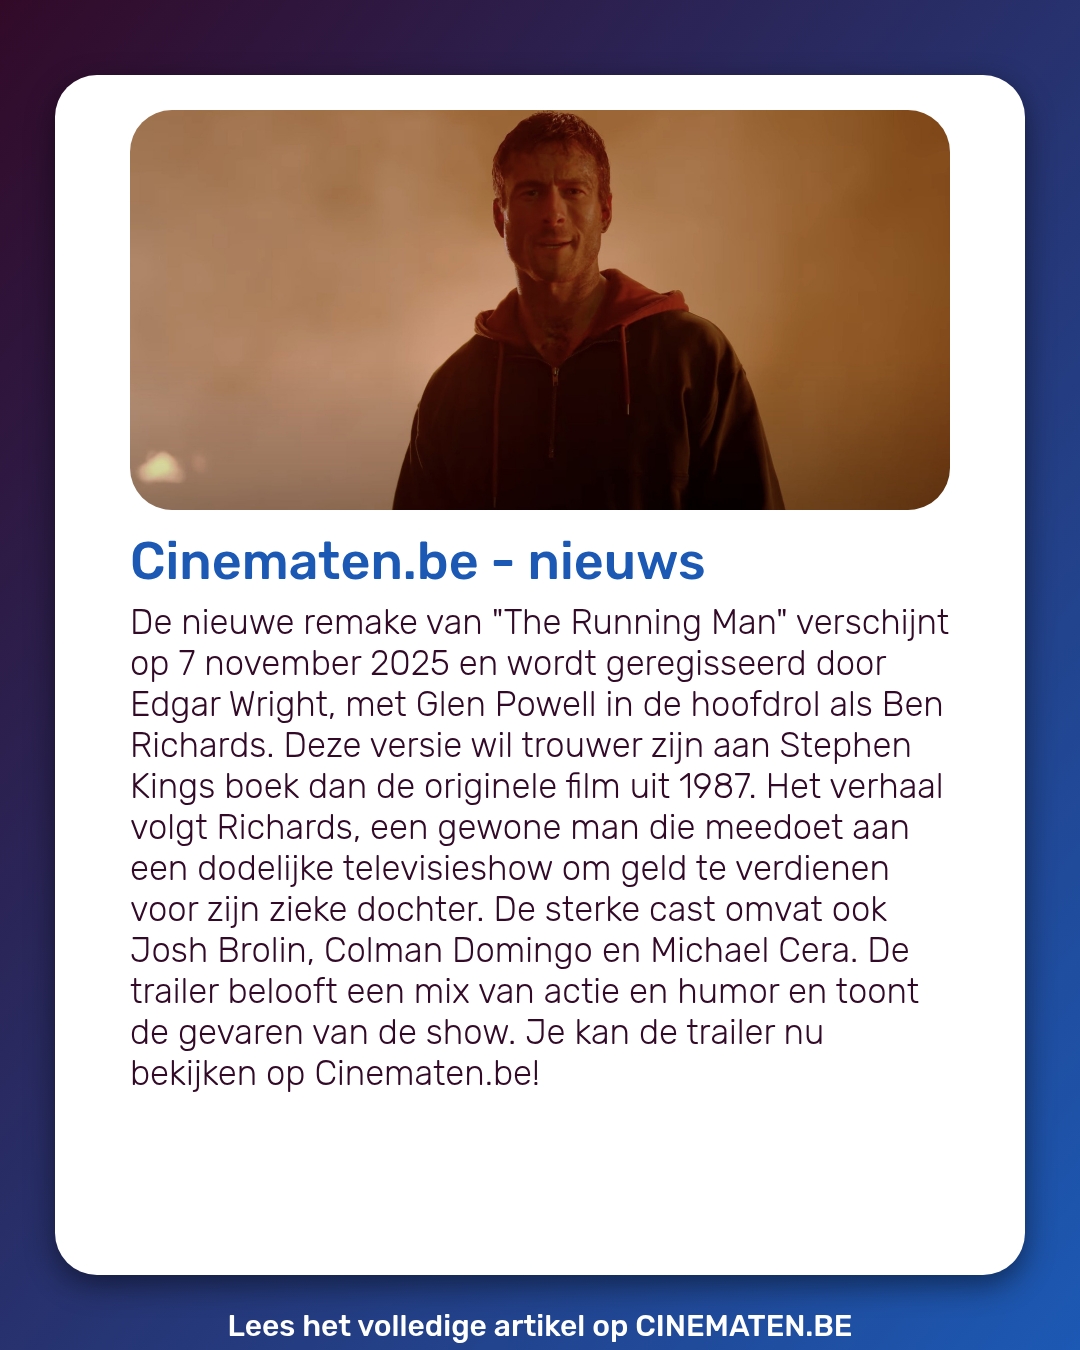 Cinematen.be - nieuws
De nieuwe remake van "The Running Man" verschijnt
op 7 november 2025 en wordt geregisseerd door
Edgar Wright, met Glen Powell in de hoofdrol als Ben
Richards. Deze versie wil trouwer zijn aan Stephen
Kings boek dan de originele film uit 1987. Het verhaal
volgt Richards, een gewone man die meedoet aan
een dodelijke televisieshow om geld te verdienen
voor zijn zieke dochter. De sterke cast omvat ook
Josh Brolin, Colman Domingo en Michael Cera. De
trailer belooft een mix van actie en humor en toont
de gevaren van de show. Je kan de trailer nu
bekijken op Cinematen.be!
Lees het volledige artikel op CINEMATEN.BE